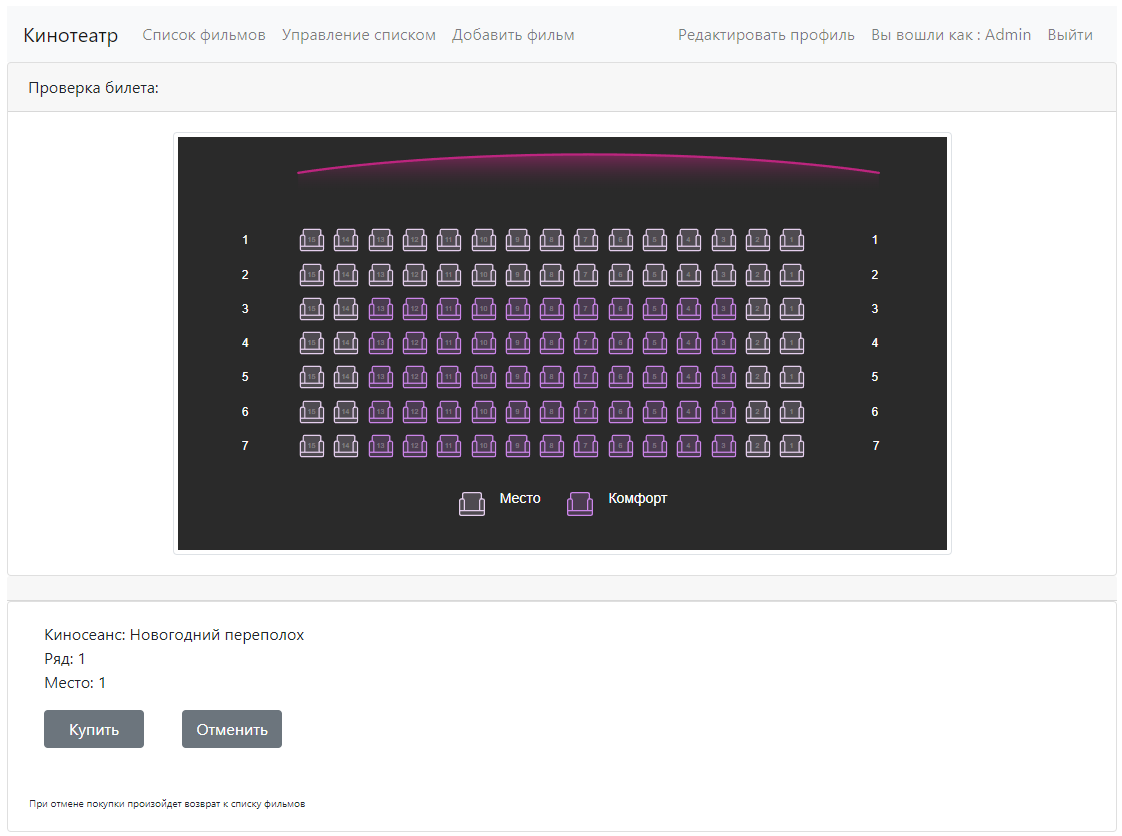 Кинотеатр Список фильмов Управление списком Добавить фильм Редактировать профиль Вы вошли как : Admin Выйти
Проверка билета:
1 15 14 13 12 11 10 9 8 7 6 5 4 3 2 1 1
2 15 14 13 12 11 10 9 8 7 6 5 4 3 2 1 2
3 15 14 13 12 11 10 9 8 7 6 5 4 3 2 1 3
4 15 14 13 12 11 10 9 8 7 6 5 4 3 2 1 4
5 15 14 13 12 11 10 9 8 7 6 5 4 3 2 1 5
6 15 14 13 12 11 10 9 8 7 6 5 4 3 2 1 6
7 15 14 13 12 11 10 9 8 7 6 5 4 3 2 1 7
Место Комфорт
Киносеанс: Новогодний переполох
Ряд: 1
Место: 1
Купить Отменить
При отмене покупки произойдет возврат к списку фильмов